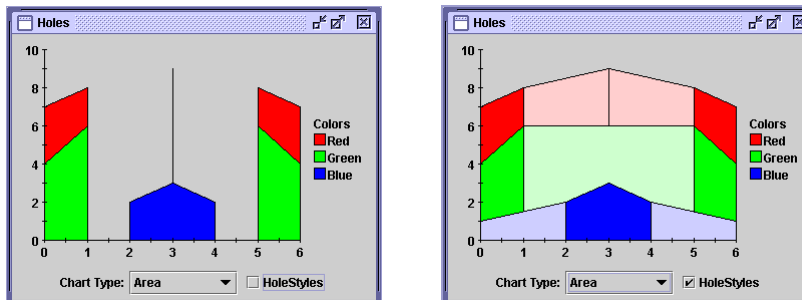 Holes
10
8
6
4
2
0
0 1 2 3 4 5 6
Colors
Red
Green
Blue
Chart Type: Area HoleStyles
Holes
10
8
6
4
2
0
0 1 2 3 4 5 6
Colors
Red
Green
Blue
Chart Type: Area HoleStyles